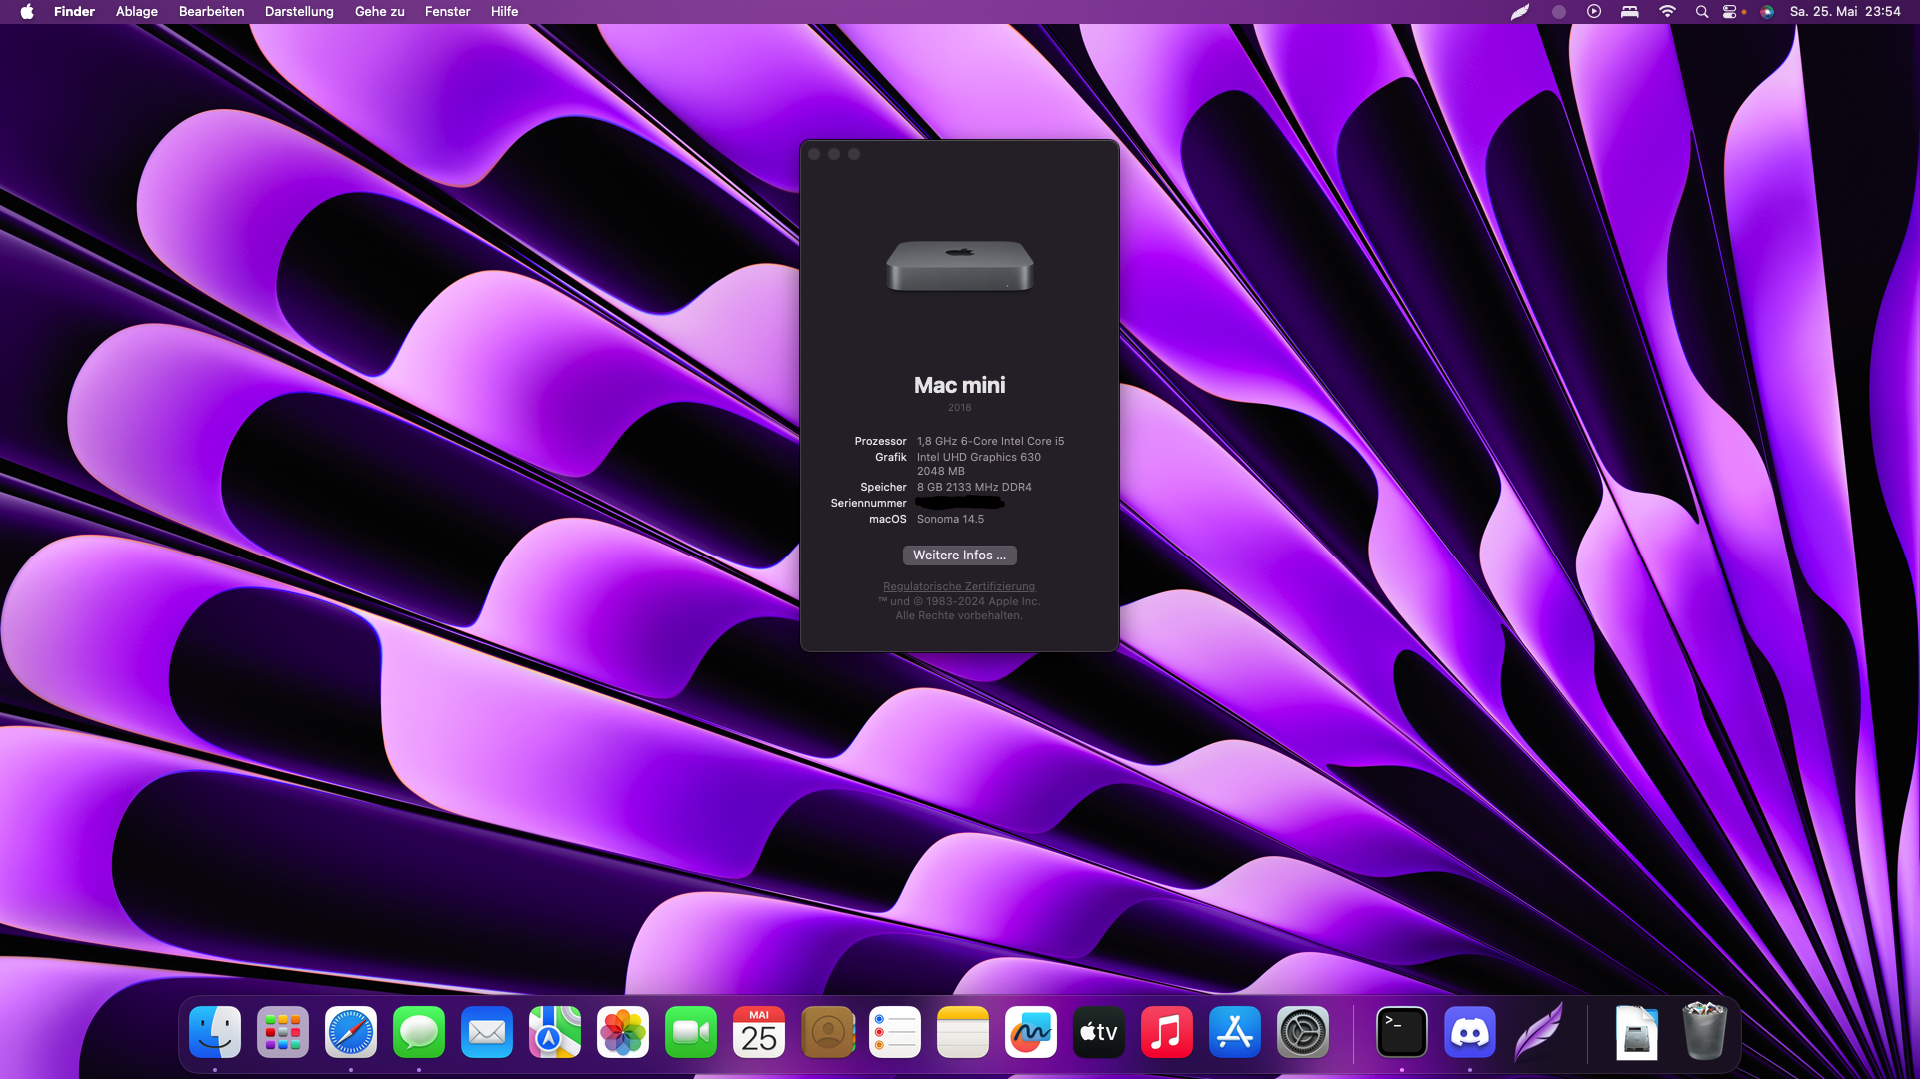 Finder Ablage Bearbeiten Darstellung Gehe zu Fenster Hilfe Sa. 25. Mai 23:54
Mac mini
2018
Prozessor 1,8 GHz 6-Core Intel Core i5
Grafik Intel UHD Graphics 630
2048 MB
Speicher 8 GB 2133 MHz DDR4
Seriennummer
macOS Sonoma 14.5
Weitere Infos ...
Regulatorische Zertifizierung
™ und © 1983-2024 Apple Inc.
Alle Rechte vorbehalten.
MAI
25
tv
>_